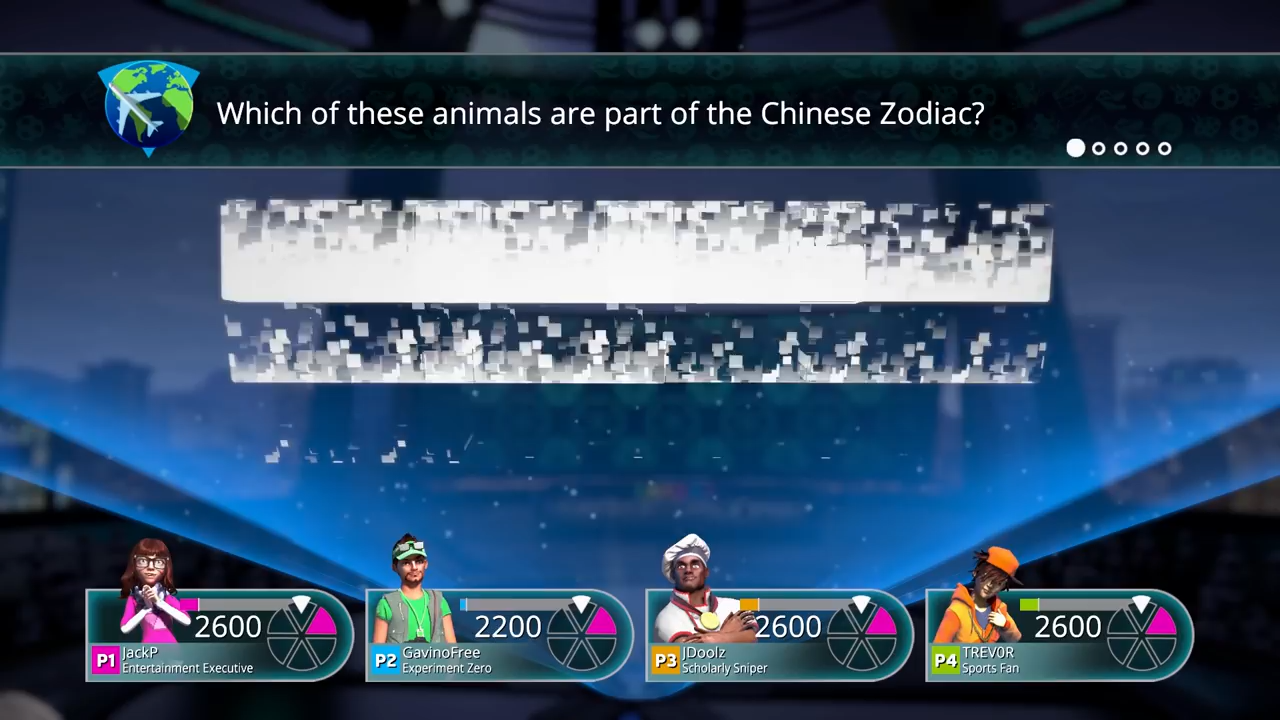 Which of these animals are part of the Chinese Zodiac?
2600
P1 JackP
Entertainment Executive
2200
P2 GavinoFree
Experiment Zero
2600
P3 JDoolz
Scholarly Sniper
2600
P4 TREV0R
Sports Fan